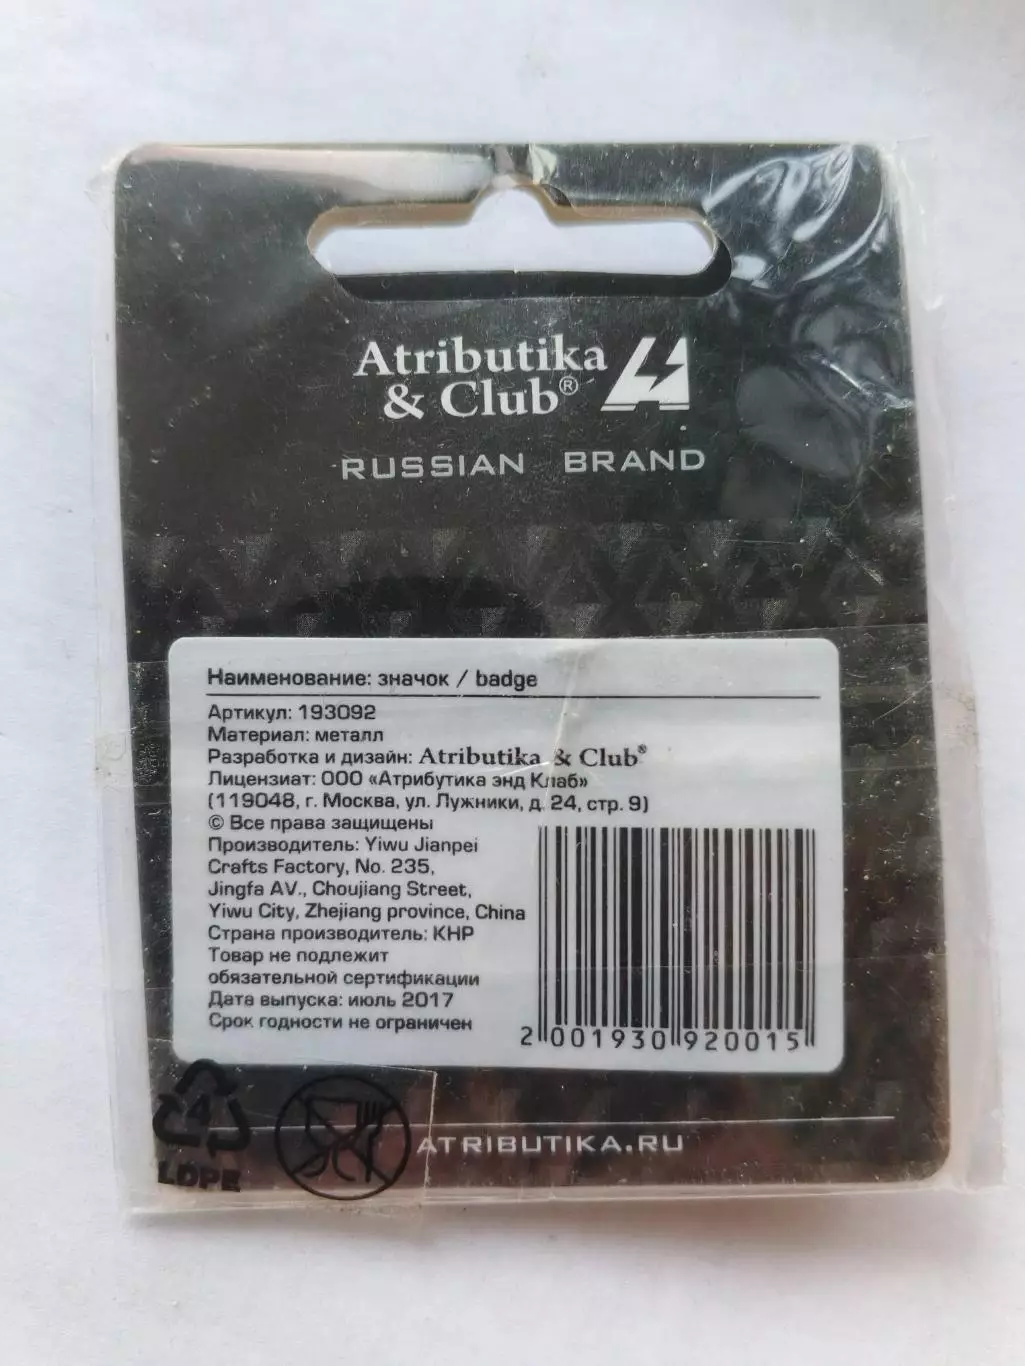 Atributika
& Club®
RUSSIAN BRAND
Наименование: значок / badge
Артикул: 193092
Материал: металл
Разработка и дизайн: Atributika & Club®
Лицензиат: ООО «Атрибутика энд Клаб»
(119048, г. Москва, ул. Лужники, д. 24, стр. 9)
© Все права защищены
Производитель: Yiwu Jianpei
Crafts Factory, No. 235,
Jingfa AV., Choujiang Street,
Yiwu City, Zhejiang province, China
Страна производитель: КНР
Товар не подлежит
обязательной сертификации
Дата выпуска: июль 2017
Срок годности не ограничен
2 001930 920015
4
LDPE
ATRIBUTIKA.RU